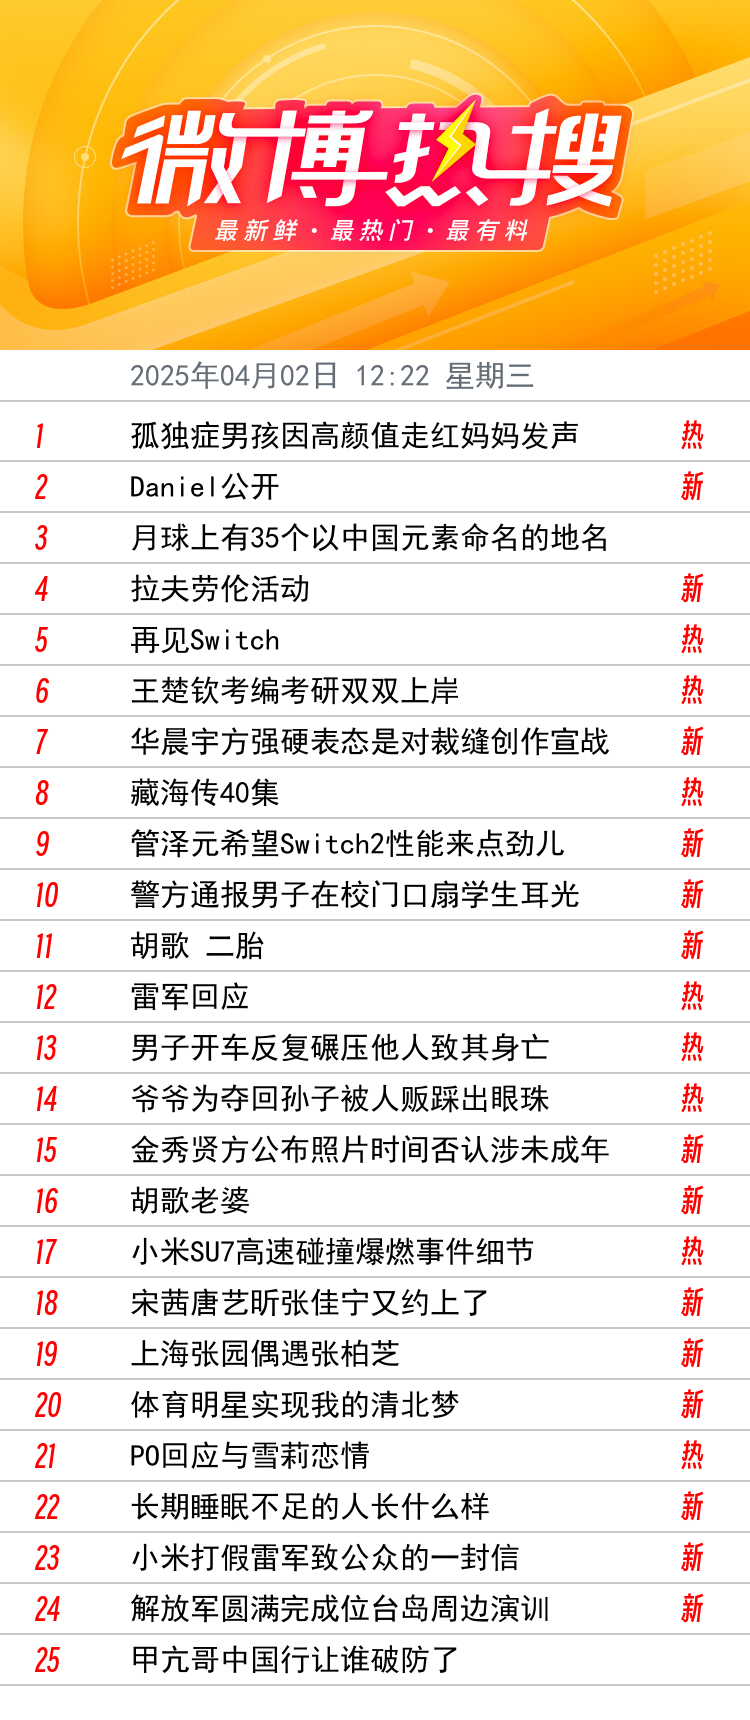 微博热搜
最新鲜·最热门·最有料
2025年04月02日 12:22 星期三
1 孤独症男孩因高颜值走红妈妈发声 热
2 Daniel公开 新
3 月球上有35个以中国元素命名的地名
4 拉夫劳伦活动 新
5 再见Switch 热
6 王楚钦考编考研双双上岸 热
7 华晨宇方强硬表态是对裁缝创作宣战 新
8 藏海传40集 热
9 管泽元希望Switch2性能来点劲儿 新
10 警方通报男子在校门口扇学生耳光 新
11 胡歌 二胎 新
12 雷军回应 热
13 男子开车反复碾压他人致其身亡 热
14 爷爷为夺回孙子被人贩踩出眼珠 热
15 金秀贤方公布照片时间否认涉未成年 新
16 胡歌老婆 新
17 小米SU7高速碰撞爆燃事件细节 热
18 宋茜唐艺昕张佳宁又约上了 新
19 上海张园偶遇张柏芝 新
20 体育明星实现我的清北梦 新
21 PO回应与雪莉恋情 热
22 长期睡眠不足的人长什么样 新
23 小米打假雷军致公众的一封信 新
24 解放军圆满完成位台岛周边演训 新
25 甲亢哥中国行让谁破防了